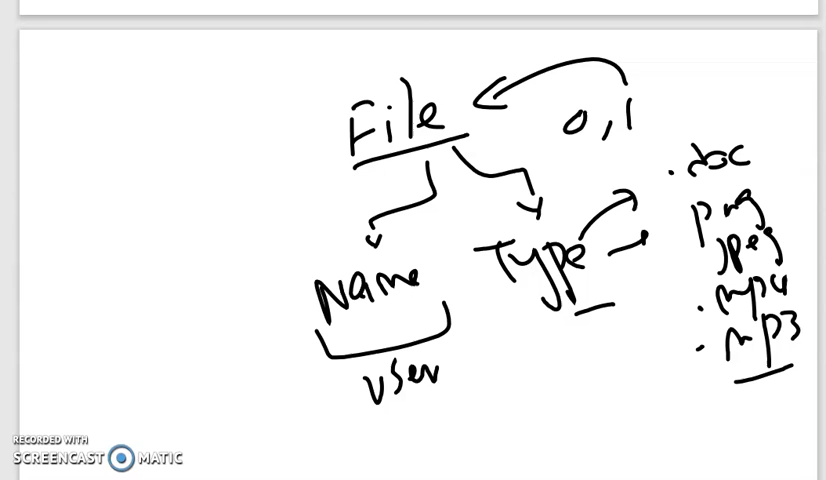 File
0,1
.doc
png
jpeg
.mp4
.mp3
Name
Type
user
RECORDED WITH
SCREENCAST MATIC